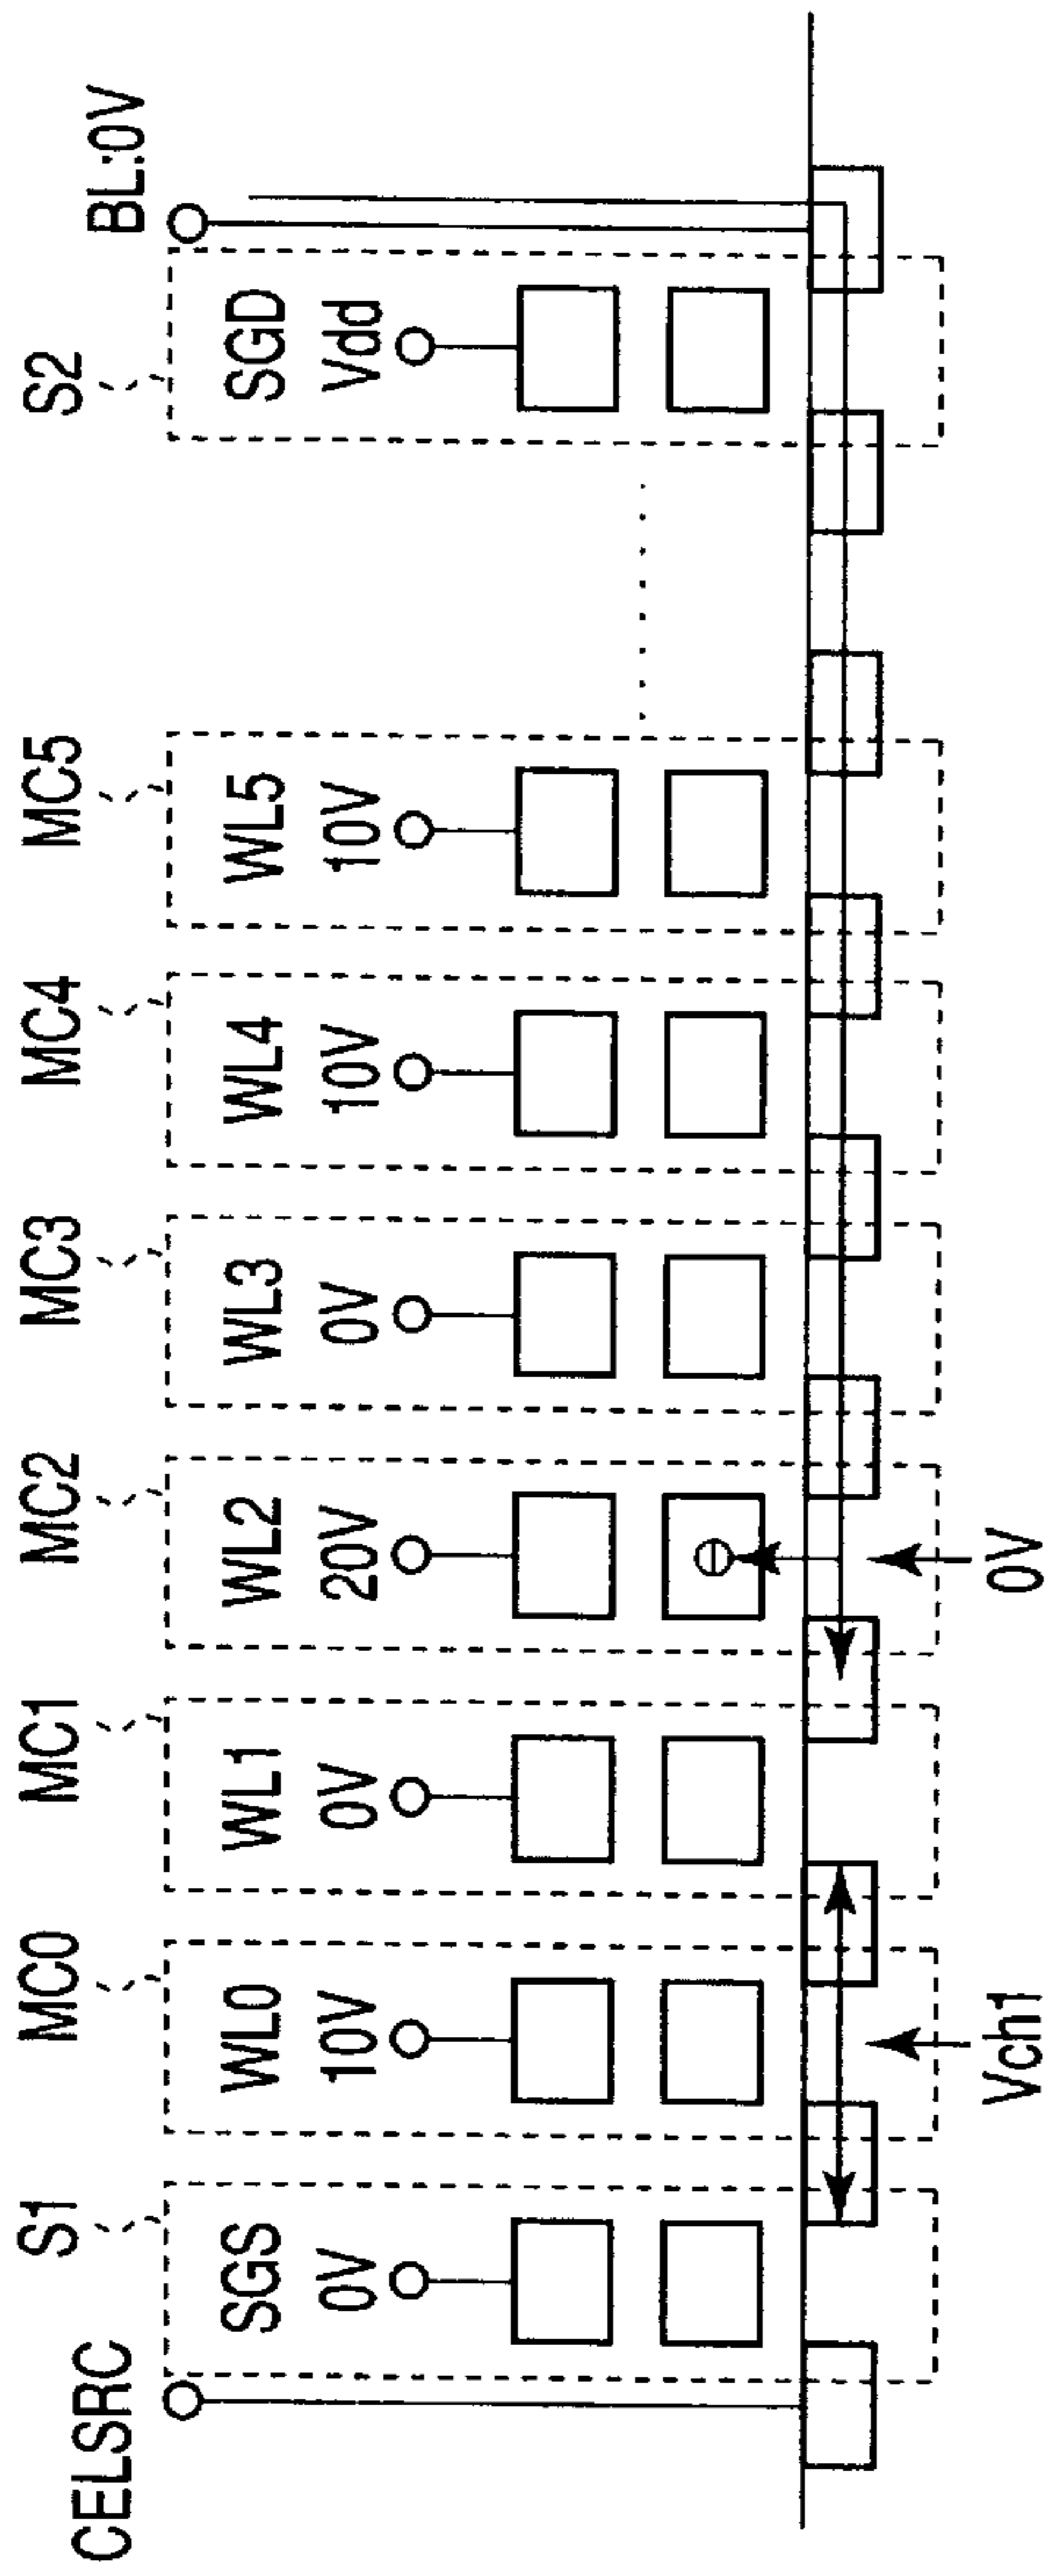 CELSRC
S1
MC0
MC1
MC2
MC3
MC4
MC5
S2
BL:0V
SGS
WL0
WL1
WL2
WL3
WL4
WL5
SGD
0V
10V
0V
20V
0V
10V
10V
Vdd
Vch1
0V